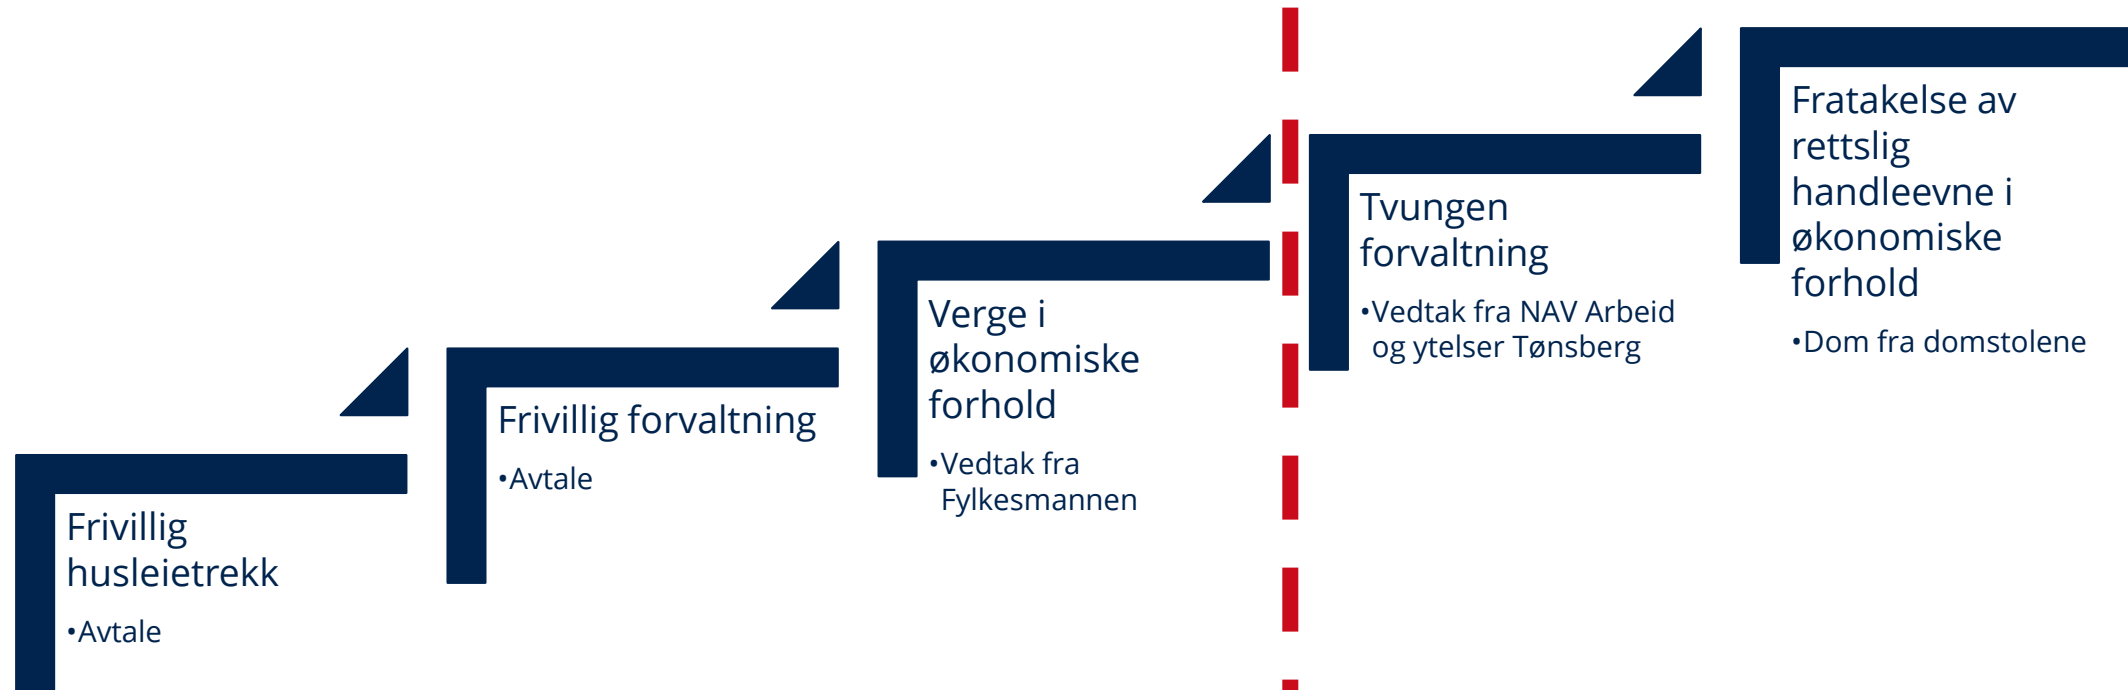 Frivillig
husleietrekk
•Avtale
Frivillig forvaltning
•Avtale
Verge i
økonomiske
forhold
•Vedtak fra
Fylkesmannen
Tvungen
forvaltning
•Vedtak fra NAV Arbeid
og ytelser Tønsberg
Fratakelse av
rettslig
handleevne i
økonomiske
forhold
•Dom fra domstolene